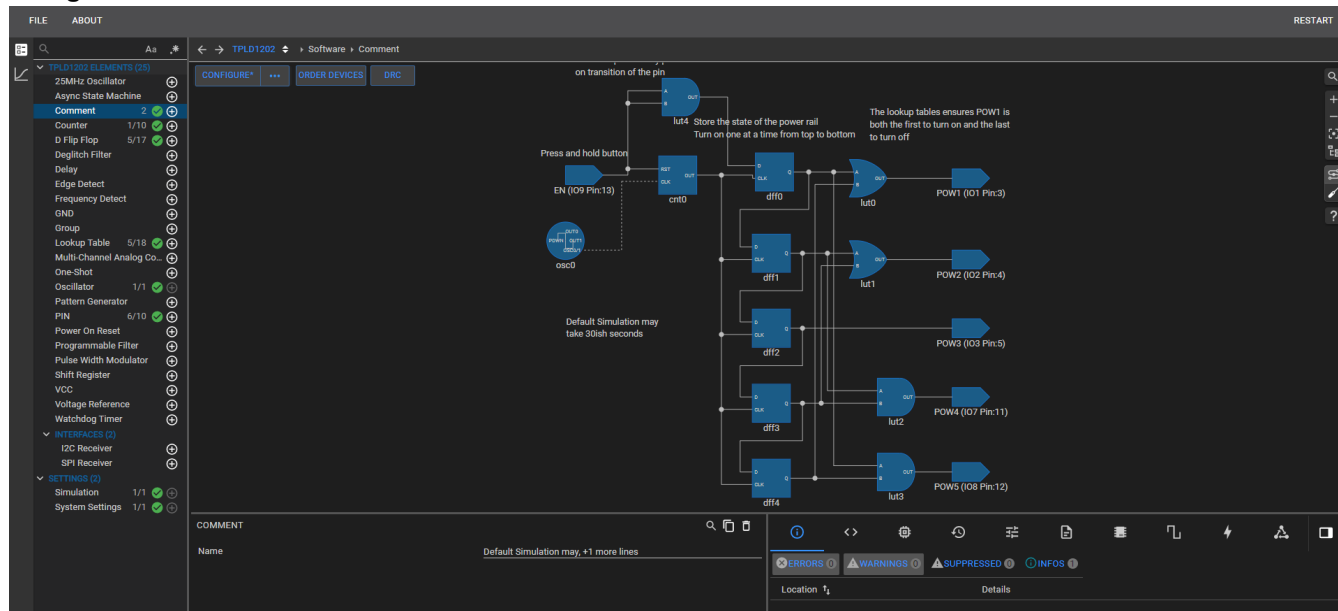 FILE ABOUT RESTART
Aa .*
TPLD1202 › Software › Comment
TPLD1202 ELEMENTS (25)
25MHz Oscillator
Async State Machine
Comment 2
Counter 1/10
D Flip Flop 5/17
Deglitch Filter
Delay
Edge Detect
Frequency Detect
GND
Group
Lookup Table 5/18
Multi-Channel Analog Co...
One-Shot
Oscillator 1/1
Pattern Generator
PIN 6/10
Power On Reset
Programmable Filter
Pulse Width Modulator
Shift Register
VCC
Voltage Reference
Watchdog Timer
INTERFACES (2)
I2C Receiver
SPI Receiver
SETTINGS (2)
Simulation 1/1
System Settings 1/1
CONFIGURE* ••• ORDER DEVICES DRC
on transition of the pin
A
B
OUT
lut4
Store the state of the power rail
Turn on one at a time from top to bottom
The lookup tables ensures POW1 is
both the first to turn on and the last
to turn off
Press and hold button
EN (IO9 Pin:13)
RST
CLK
OUT
cnt0
OUT0
OUT1
osc0
Default Simulation may
take 30ish seconds
D
CLK
Q
dff0
D
CLK
Q
dff1
D
CLK
Q
dff2
D
CLK
Q
dff3
D
CLK
Q
dff4
A
B
OUT
lut0
A
B
OUT
lut1
A
B
OUT
lut2
A
B
OUT
lut3
POW1 (IO1 Pin:3)
POW2 (IO2 Pin:4)
POW3 (IO3 Pin:5)
POW4 (IO7 Pin:11)
POW5 (IO8 Pin:12)
COMMENT
Name Default Simulation may, +1 more lines
ERRORS 0 WARNINGS 0 SUPPRESSED 0 INFOS 1
Location Details